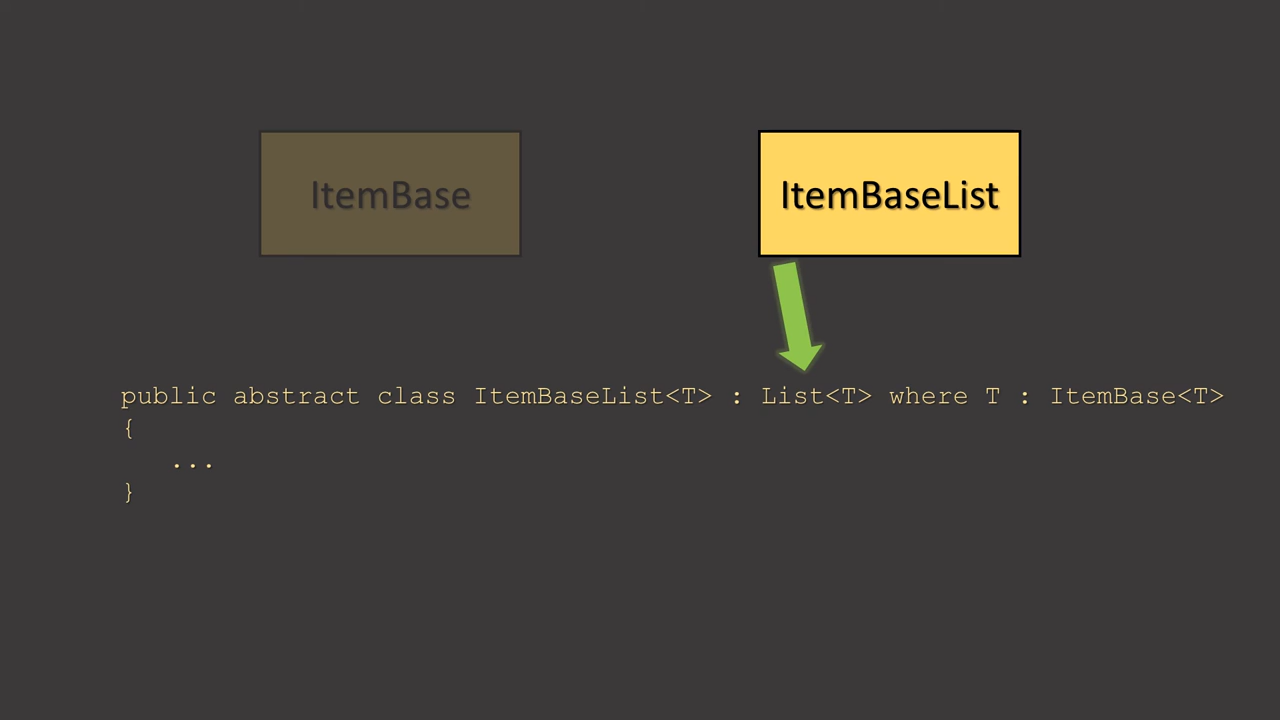 ItemBase
ItemBaseList
public abstract class ItemBaseList<T> : List<T> where T : ItemBase<T>
{
...
}